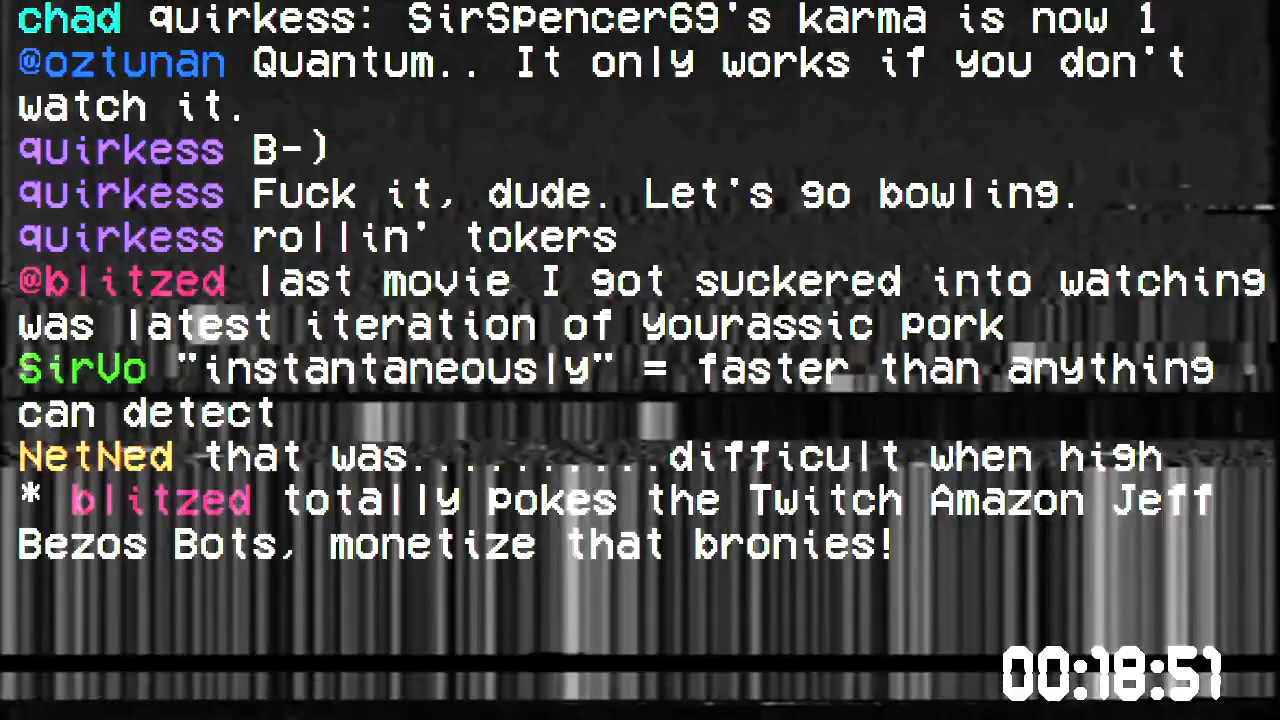 chad quirkess: SirSpencer69's karma is now 1
@oztunan Quantum.. It only works if you don't
watch it.
quirkess B-)
quirkess Fuck it, dude. Let's go bowling.
quirkess rollin' tokers
@blitzed last movie I got suckered into watching
was latest iteration of yourassic pork
SirVo "instantaneously" = faster than anything
can detect
NetNed that was..........difficult when high
* blitzed totally pokes the Twitch Amazon Jeff
Bezos Bots, monetize that bronies!
00:18:51